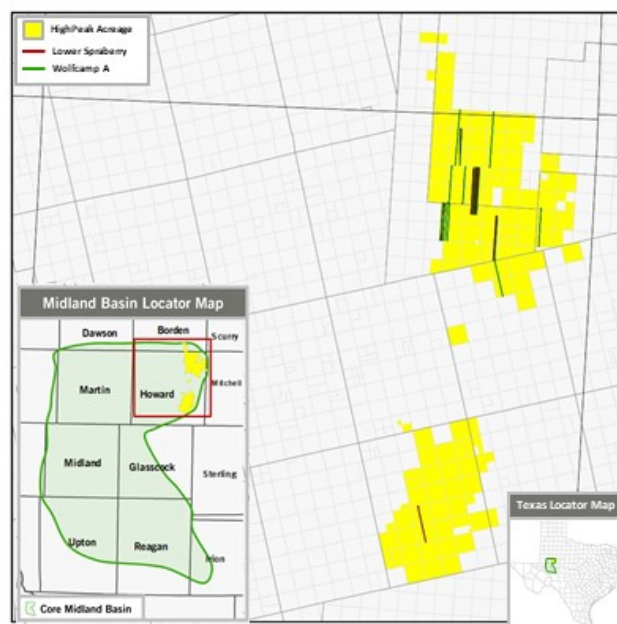 HighPeak Acreage
Lower Spraberry
Wolfcamp A
Midland Basin Locator Map
Dawson
Borden
Scurry
Martin
Howard
Mitchell
Midland
Glasscock
Sterling
Upton
Reagan
Irion
Core Midland Basin
Texas Locator Map